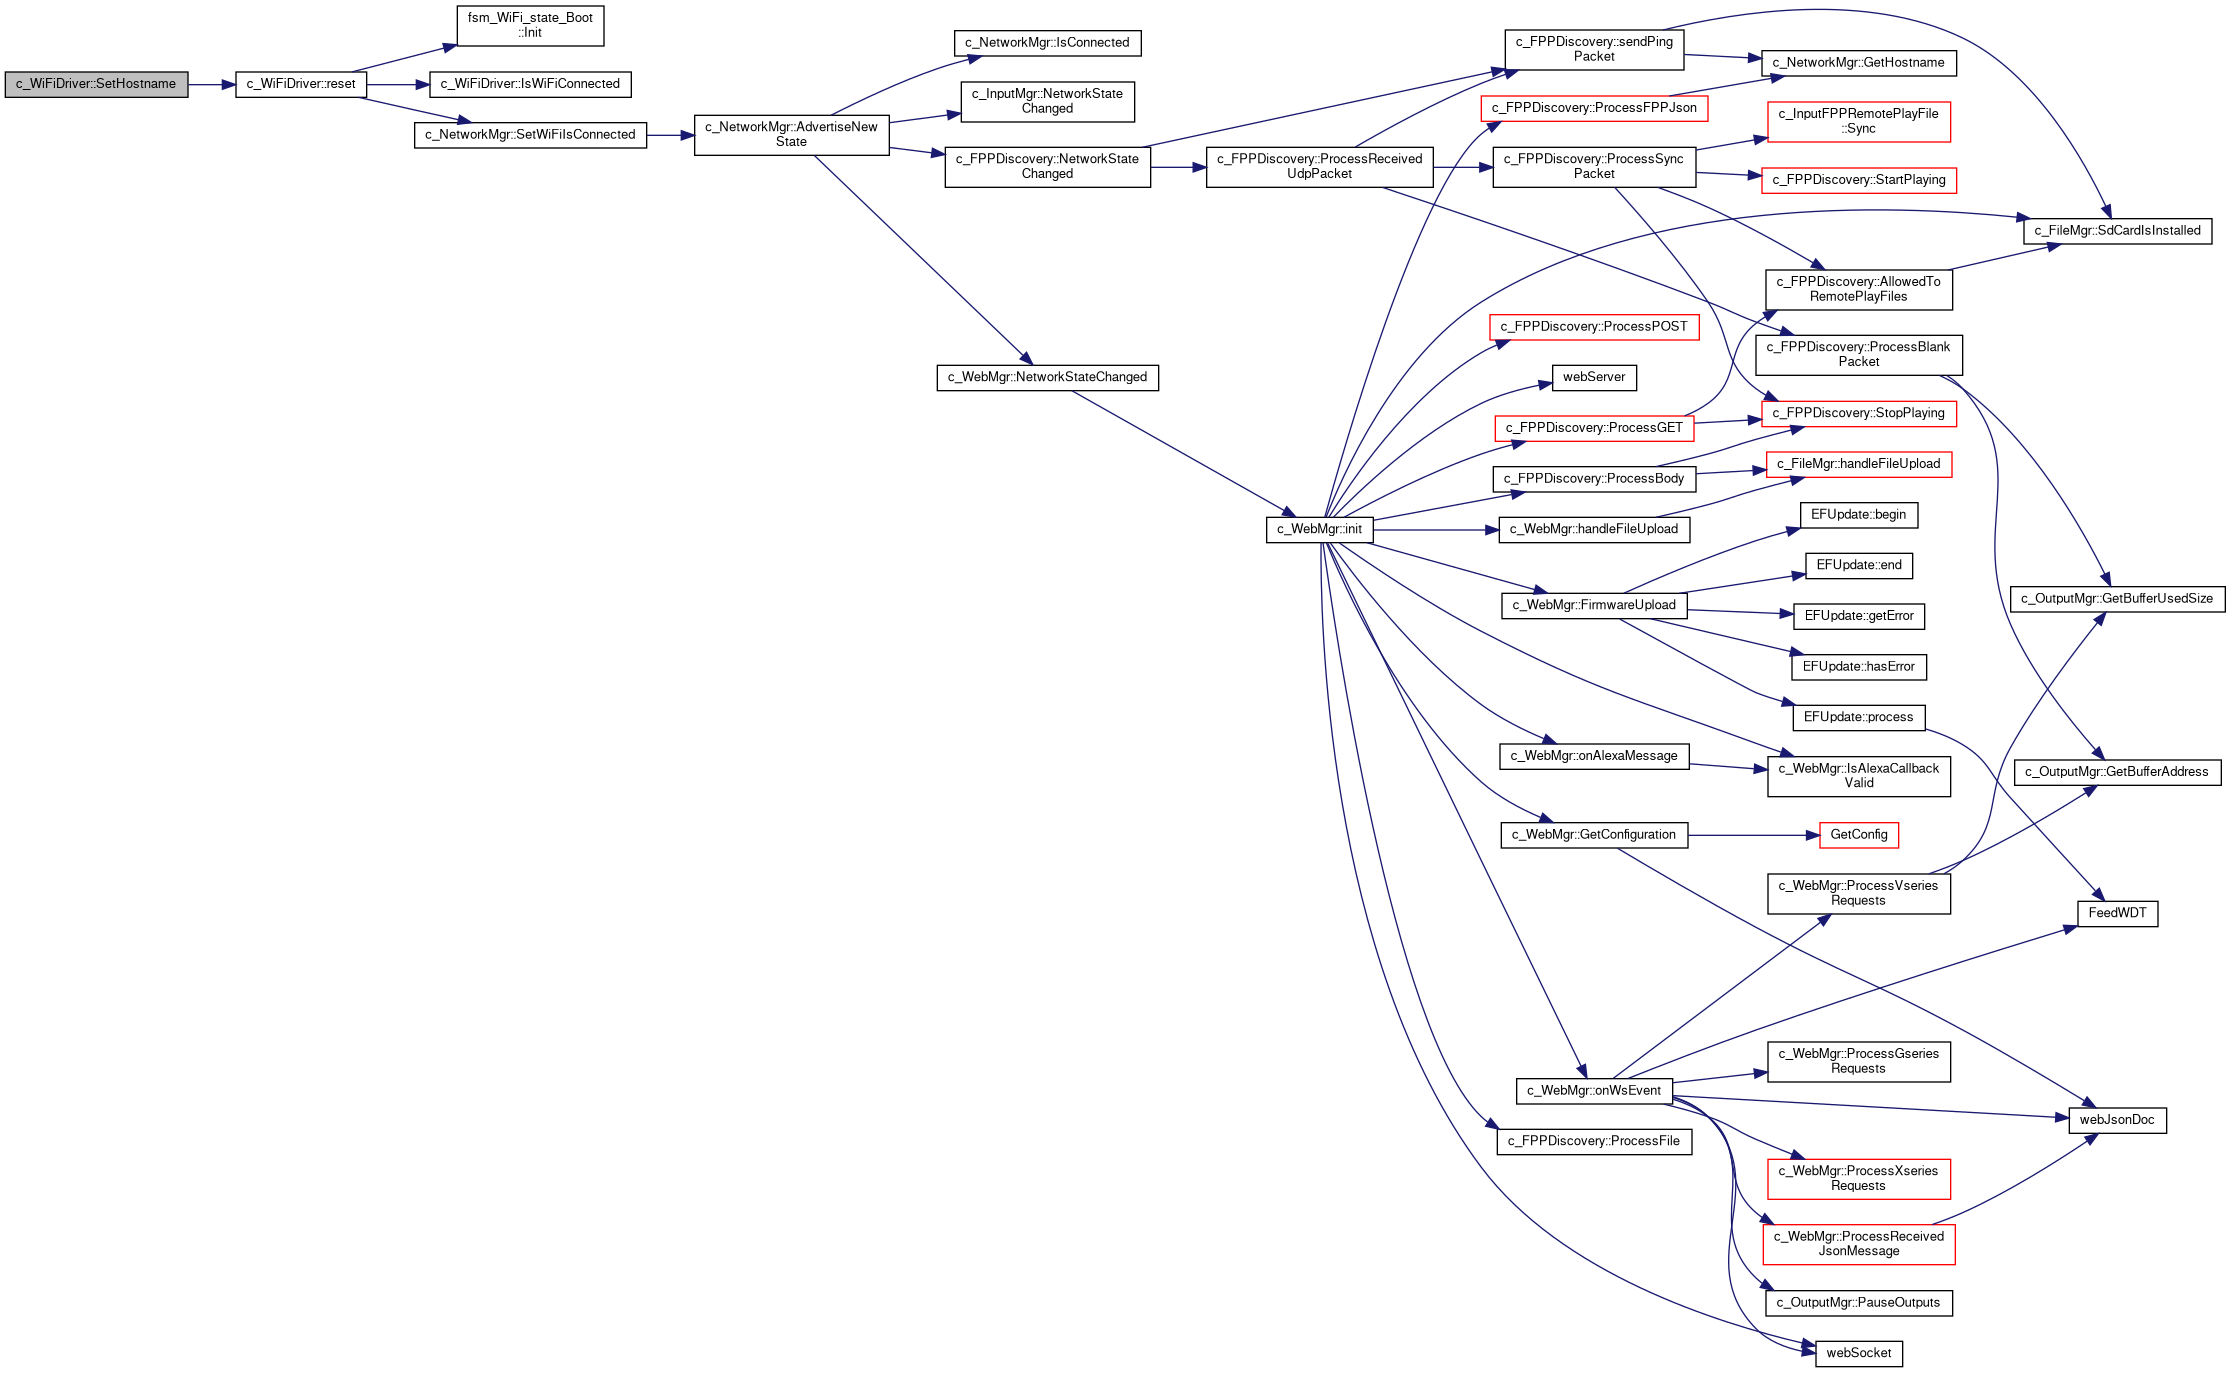 c_WiFiDriver::SetHostname
c_WiFiDriver::reset
fsm_WiFi_state_Boot
::Init
c_WiFiDriver::IsWiFiConnected
c_NetworkMgr::SetWiFiIsConnected
c_NetworkMgr::AdvertiseNew
State
c_NetworkMgr::IsConnected
c_InputMgr::NetworkState
Changed
c_FPPDiscovery::NetworkState
Changed
c_WebMgr::NetworkStateChanged
c_FPPDiscovery::ProcessReceived
UdpPacket
c_WebMgr::init
c_FPPDiscovery::sendPing
Packet
c_FPPDiscovery::ProcessFPPJson
c_FPPDiscovery::ProcessSync
Packet
c_FPPDiscovery::ProcessPOST
webServer
c_FPPDiscovery::ProcessGET
c_FPPDiscovery::ProcessBody
c_WebMgr::handleFileUpload
c_WebMgr::FirmwareUpload
c_WebMgr::onAlexaMessage
c_WebMgr::GetConfiguration
c_WebMgr::onWsEvent
c_FPPDiscovery::ProcessFile
c_NetworkMgr::GetHostname
c_InputFPPRemotePlayFile
::Sync
c_FPPDiscovery::StartPlaying
c_FPPDiscovery::AllowedTo
RemotePlayFiles
c_FPPDiscovery::ProcessBlank
Packet
c_FPPDiscovery::StopPlaying
c_FileMgr::handleFileUpload
EFUpdate::begin
EFUpdate::end
EFUpdate::getError
EFUpdate::hasError
EFUpdate::process
c_WebMgr::IsAlexaCallback
Valid
GetConfig
c_WebMgr::ProcessVseries
Requests
c_WebMgr::ProcessGseries
Requests
c_WebMgr::ProcessXseries
Requests
c_WebMgr::ProcessReceived
JsonMessage
c_OutputMgr::PauseOutputs
webSocket
c_FileMgr::SdCardIsInstalled
c_OutputMgr::GetBufferUsedSize
c_OutputMgr::GetBufferAddress
FeedWDT
webJsonDoc